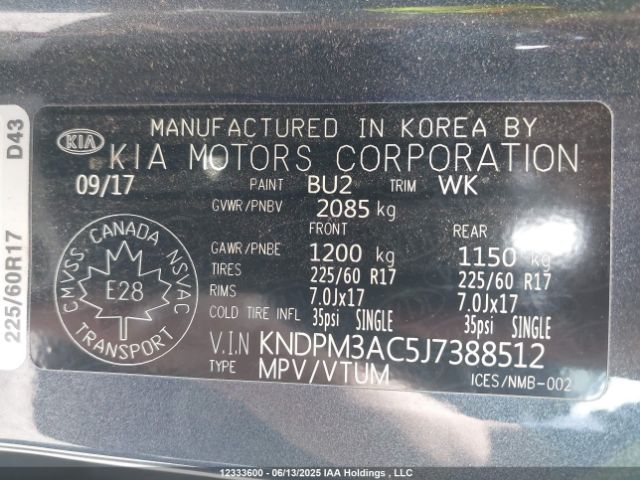 D43
225/60R17
KIA
MANUFACTURED IN KOREA BY
KIA MOTORS CORPORATION
09/17 PAINT BU2 TRIM WK
GVWR/PNBV 2085 kg
FRONT REAR
GAWR/PNBE 1200 kg 1150 kg
TIRES 225/60 R17 225/60 R17
RIMS 7.0Jx17 7.0Jx17
COLD TIRE INFL 35psi SINGLE 35psi SINGLE
V.I.N KNDPM3AC5J7388512
TYPE MPV/VTUM ICES/NMB-002
CMVSS CANADA NSVAC
E28
TRANSPORT
12333600 - 06/13/2025 IAA Holdings, LLC